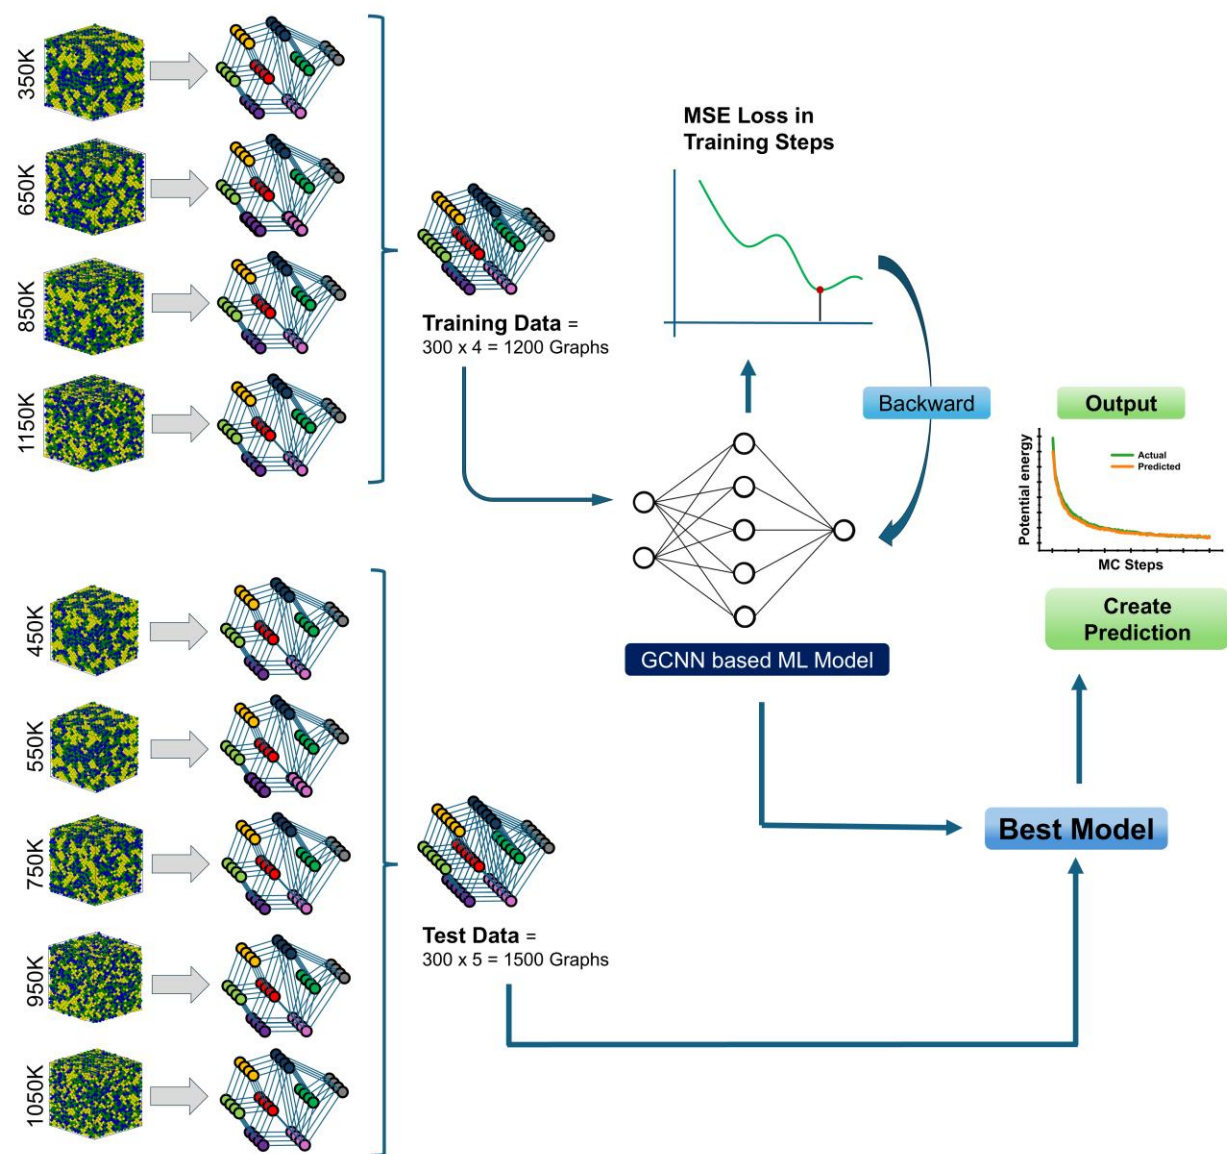 350K
650K
850K
1150K
Training Data =
300 x 4 = 1200 Graphs
MSE Loss in
Training Steps
Backward
GCNN based ML Model
Output
Potential energy
Actual
Predicted
MC Steps
Create
Prediction
Best Model
450K
550K
750K
950K
1050K
Test Data =
300 x 5 = 1500 Graphs